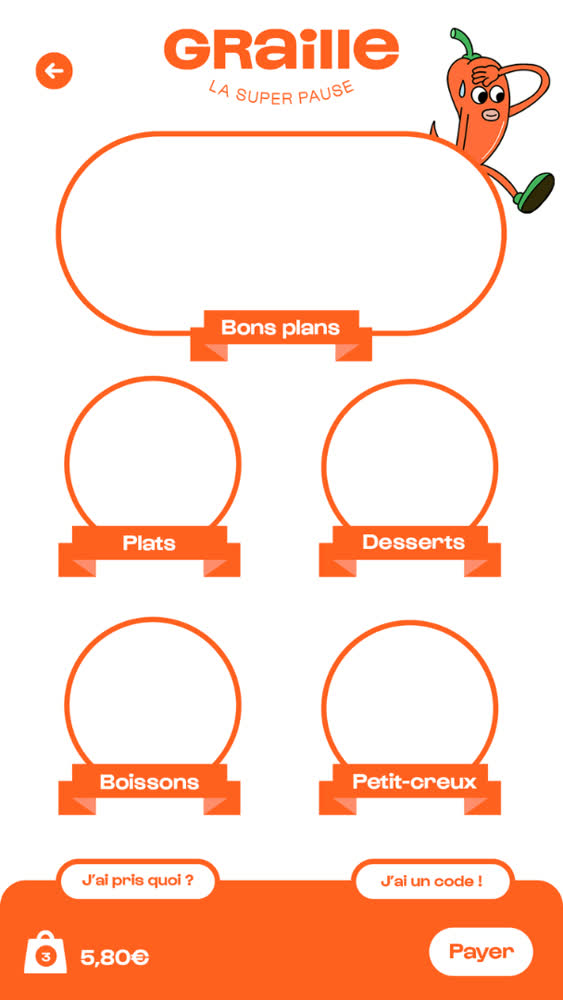 GRaille
LA SUPER PAUSE
Bons plans
Plats
Desserts
Boissons
Petit-creux
J'ai pris quoi ?
J'ai un code !
3
5,80€
Payer